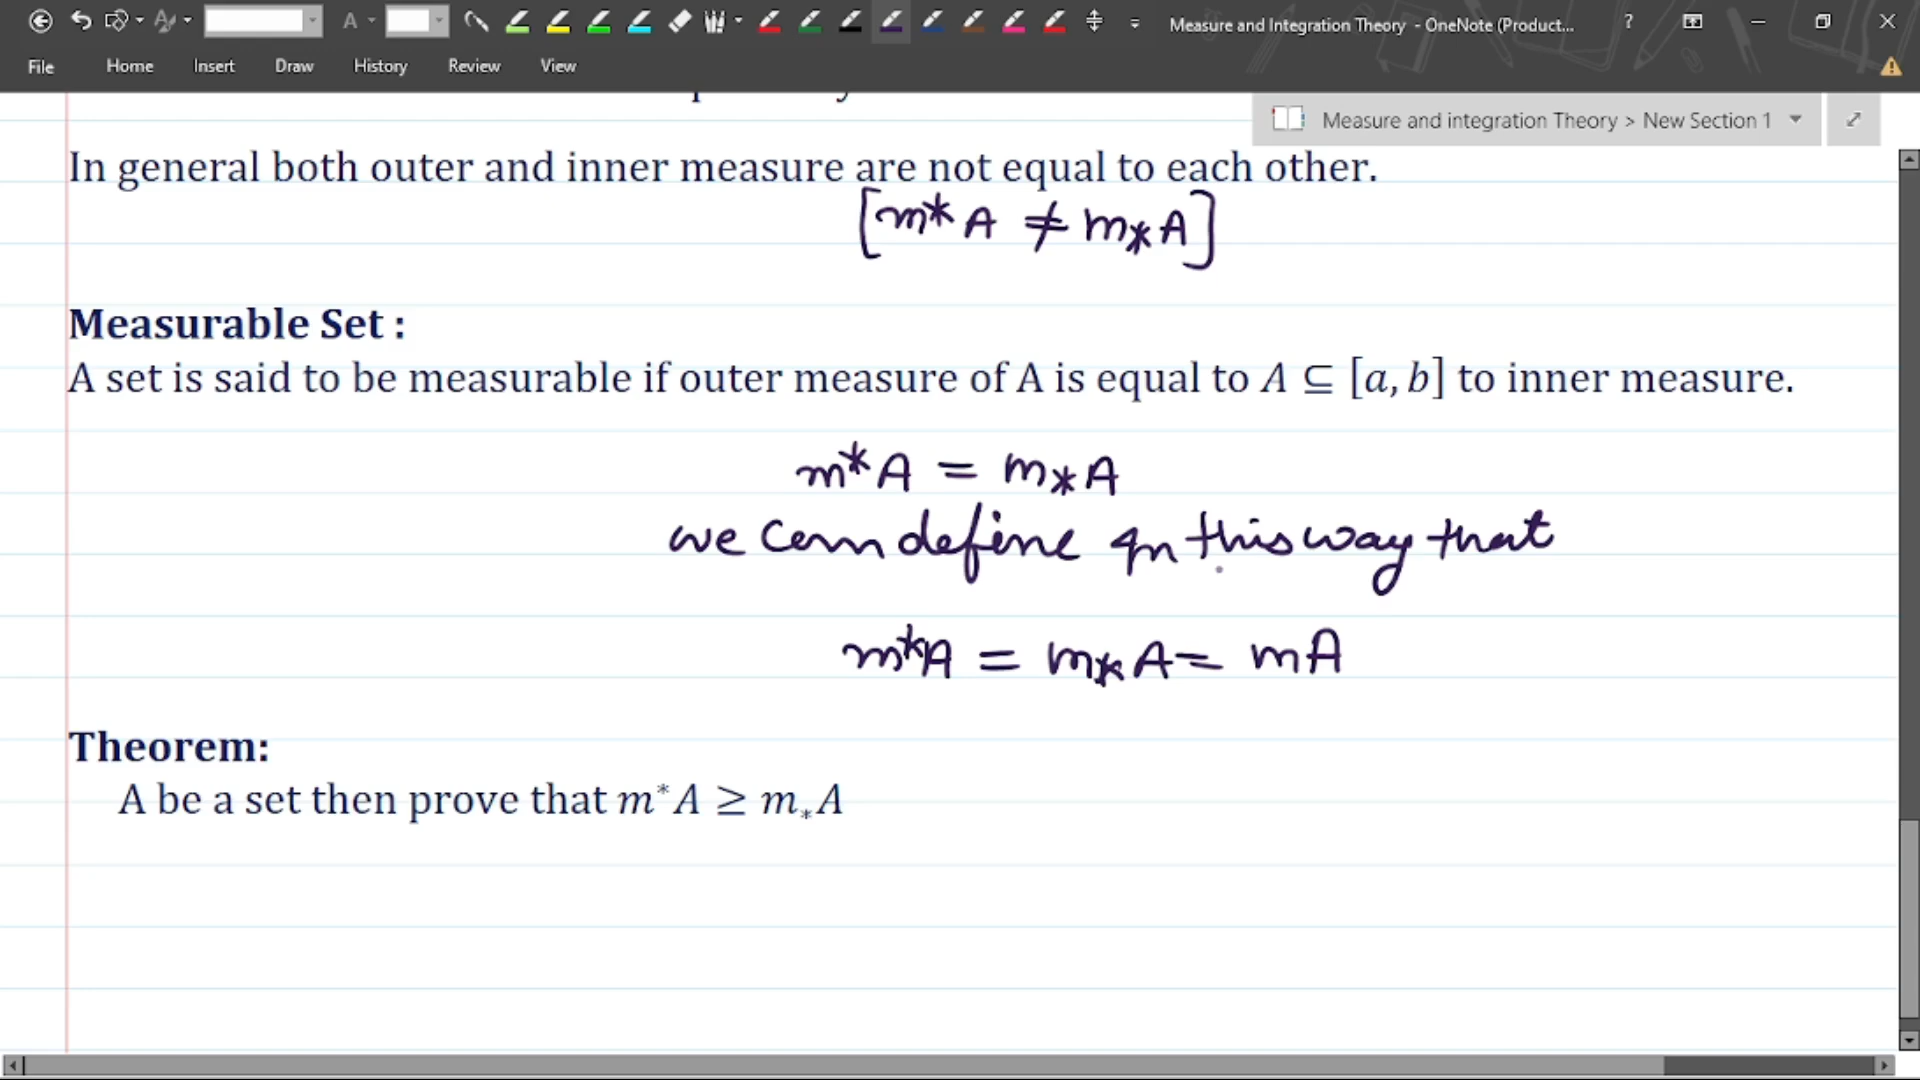 Measure and Integration Theory - OneNote (Product...
?
File Home Insert Draw History Review View
Measure and integration Theory > New Section 1
In general both outer and inner measure are not equal to each other.
[m* A ≠ m⁎ A]
Measurable Set :
A set is said to be measurable if outer measure of A is equal to A ⊆ [a, b] to inner measure.
m* A = m⁎ A
we can define in this way that
m* A = m⁎ A = mA
Theorem:
A be a set then prove that m* A ≥ m⁎ A